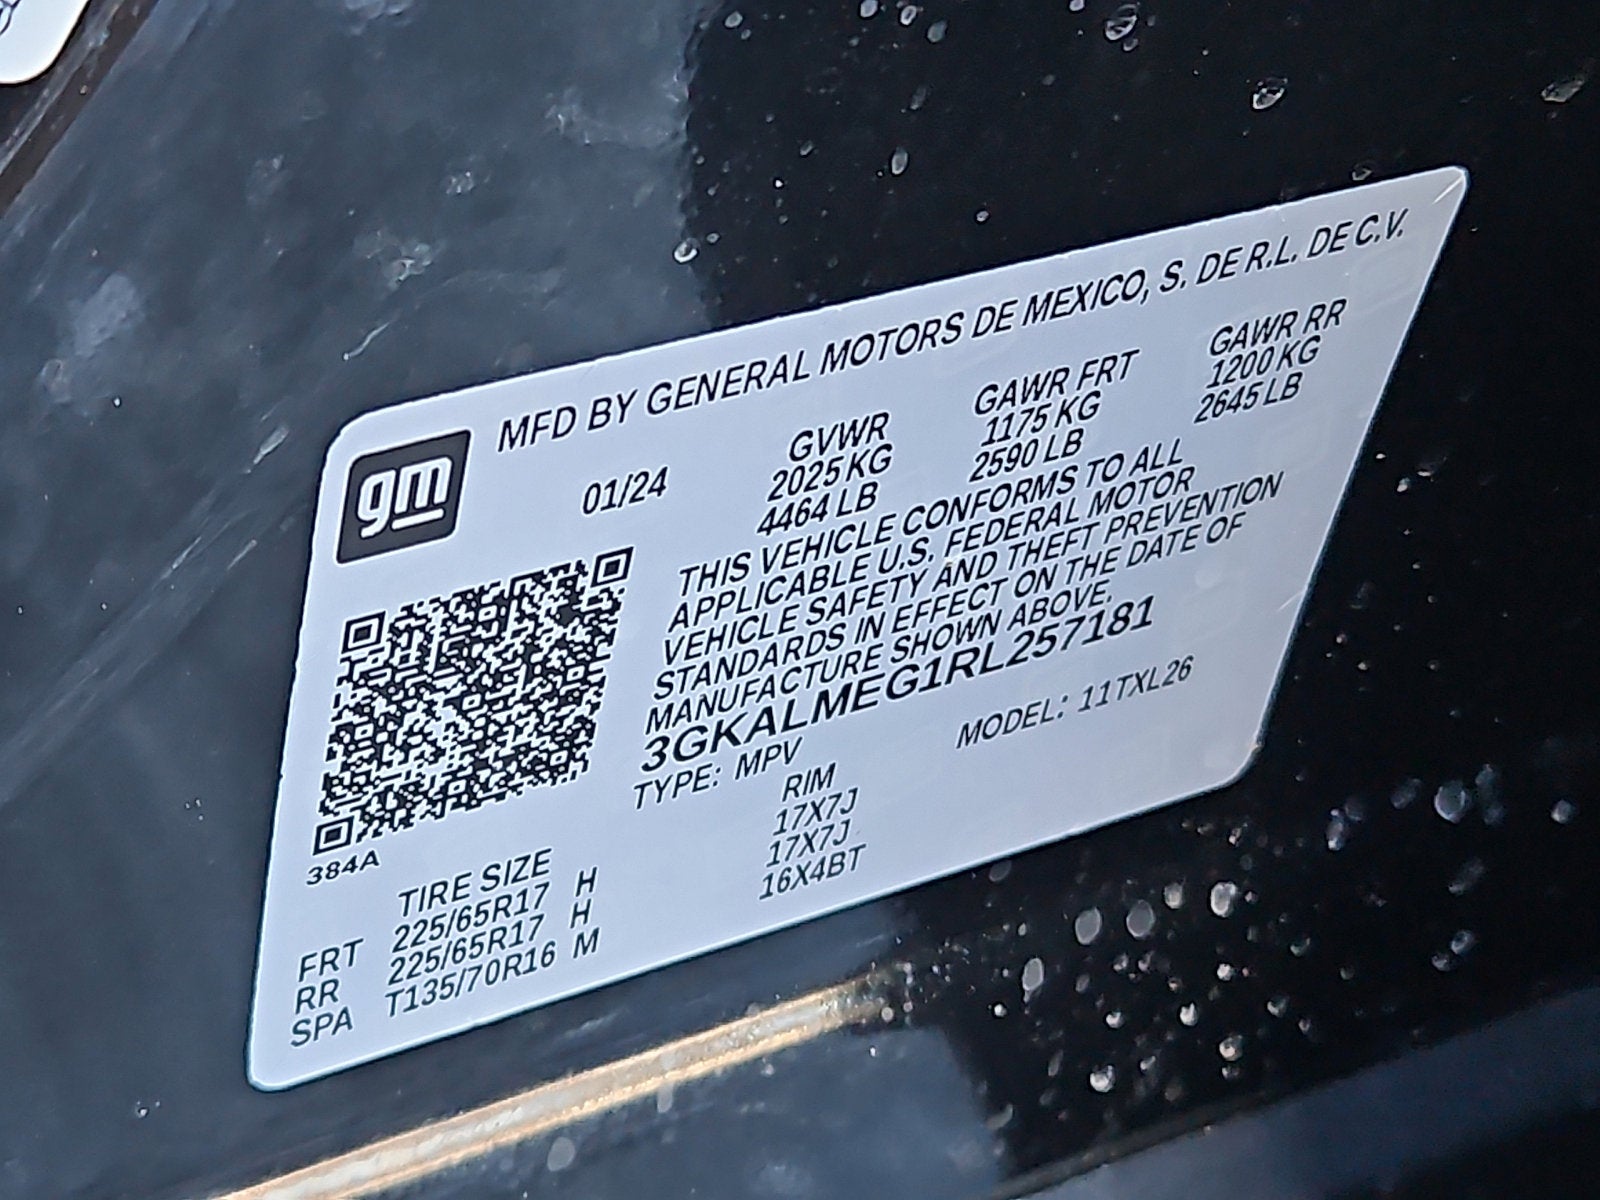 MFD BY GENERAL MOTORS DE MEXICO, S. DE R.L. DE C.V.
gm
01/24
GVWR GAWR FRT GAWR RR
2025 KG 1175 KG 1200 KG
4464 LB 2590 LB 2645 LB
THIS VEHICLE CONFORMS TO ALL
APPLICABLE U.S. FEDERAL MOTOR
VEHICLE SAFETY AND THEFT PREVENTION
STANDARDS IN EFFECT ON THE DATE OF
MANUFACTURE SHOWN ABOVE.
3GKALMEG1RL257181
TYPE: MPV MODEL: 11TXL26
384A
TIRE SIZE RIM
FRT 225/65R17 H 17X7J
RR 225/65R17 H 17X7J
SPA T135/70R16 M 16X4BT